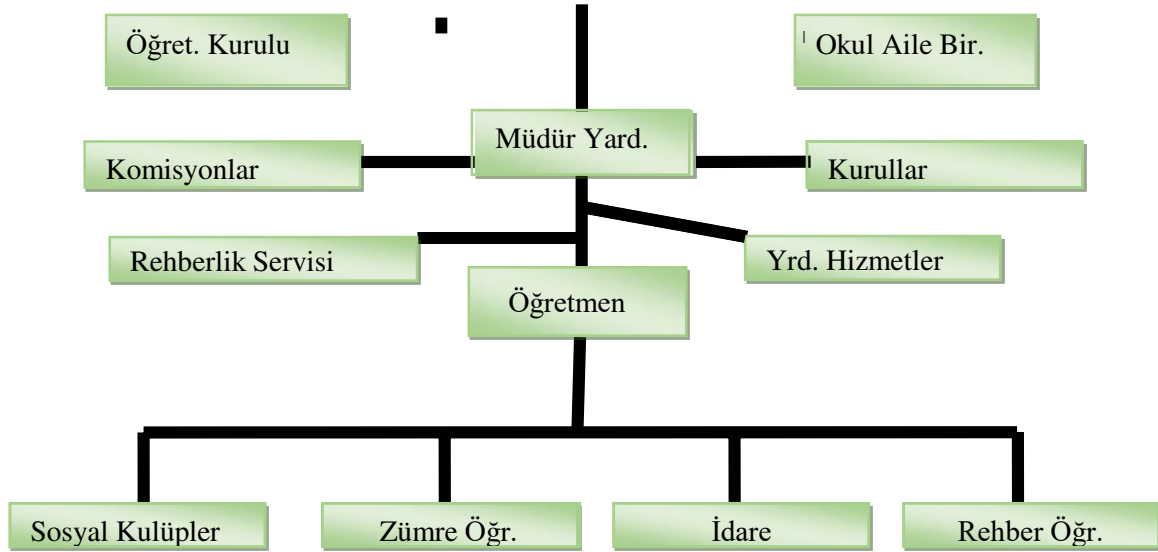 Öğret. Kurulu
Okul Aile Bir.
Müdür Yard.
Komisyonlar
Kurullar
Rehberlik Servisi
Yrd. Hizmetler
Öğretmen
Sosyal Kulüpler
Zümre Öğr.
İdare
Rehber Öğr.